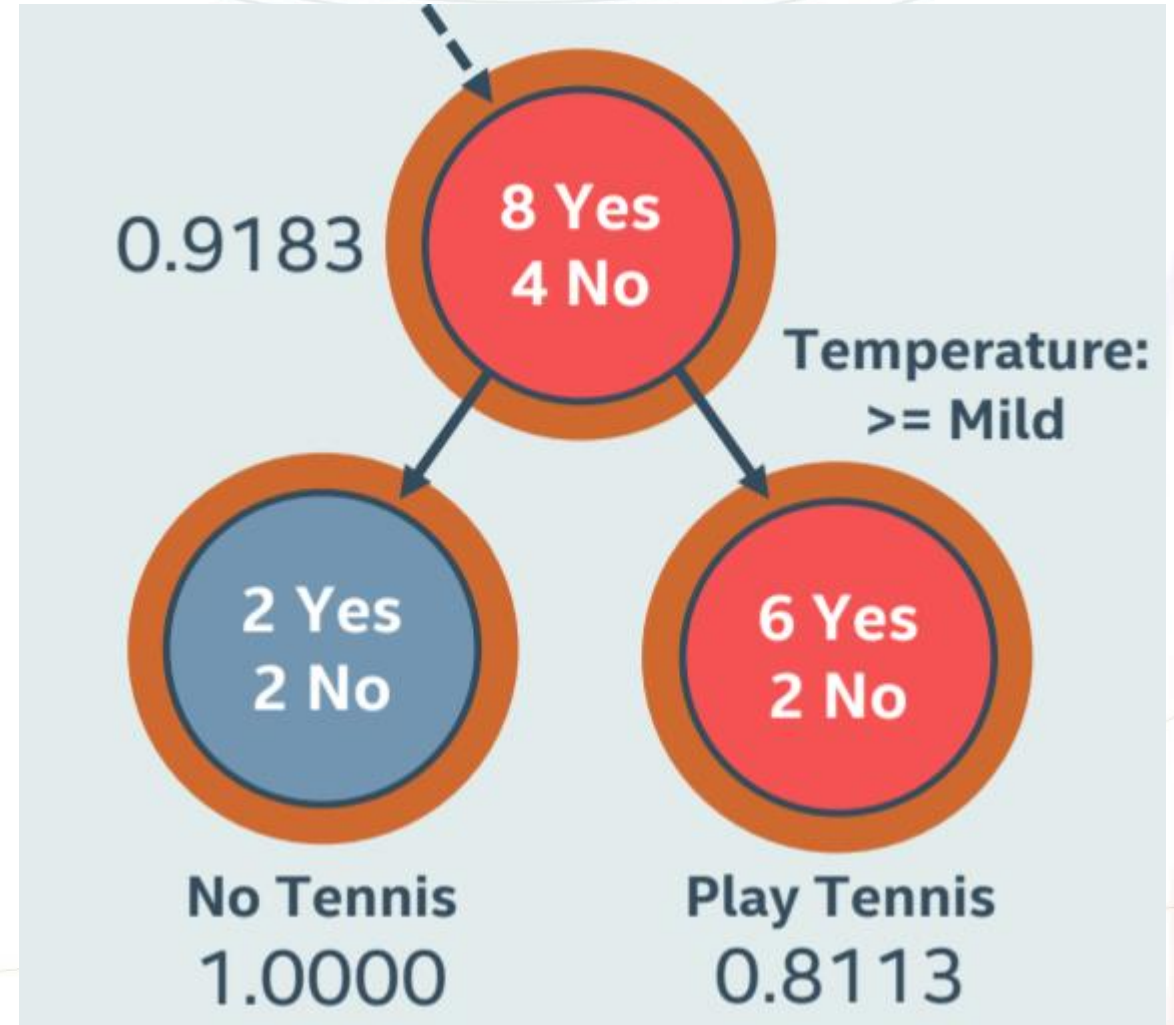 8 Yes
4 No
0.9183
Temperature:
>= Mild
2 Yes
2 No
6 Yes
2 No
No Tennis
1.0000
Play Tennis
0.8113